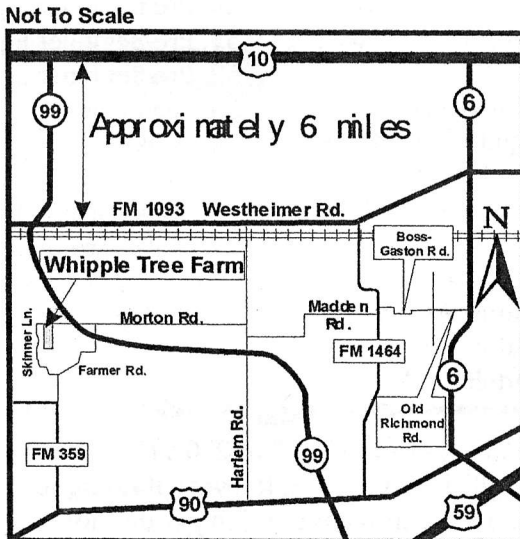 Not To Scale
10
99
6
Approximately 6 miles
FM 1093 Westheimer Rd.
N
Boss-
Gaston Rd.
Whipple Tree Farm
Skinner Ln.
Morton Rd.
Madden
Rd.
Farmer Rd.
FM 1464
6
Old
Richmond
Rd.
Harlem Rd.
FM 359
99
90
59